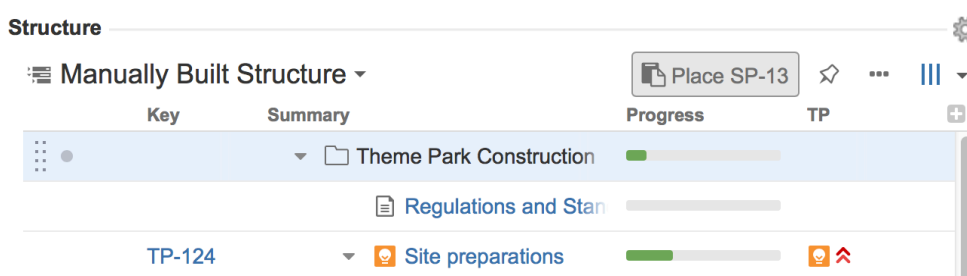 Structure
Manually Built Structure
Place SP-13
Key Summary Progress TP
Theme Park Construction
Regulations and Stan
TP-124 Site preparations